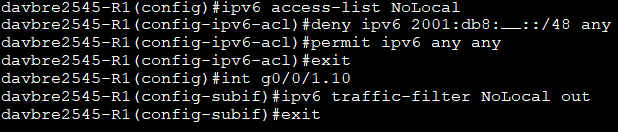 davbre2545-R1(config)#ipv6 access-list NoLocal
davbre2545-R1(config-ipv6-acl)#deny ipv6 2001:db8:__::/48 any
davbre2545-R1(config-ipv6-acl)#permit ipv6 any any
davbre2545-R1(config-ipv6-acl)#exit
davbre2545-R1(config)#int g0/0/1.10
davbre2545-R1(config-subif)#ipv6 traffic-filter NoLocal out
davbre2545-R1(config-subif)#exit